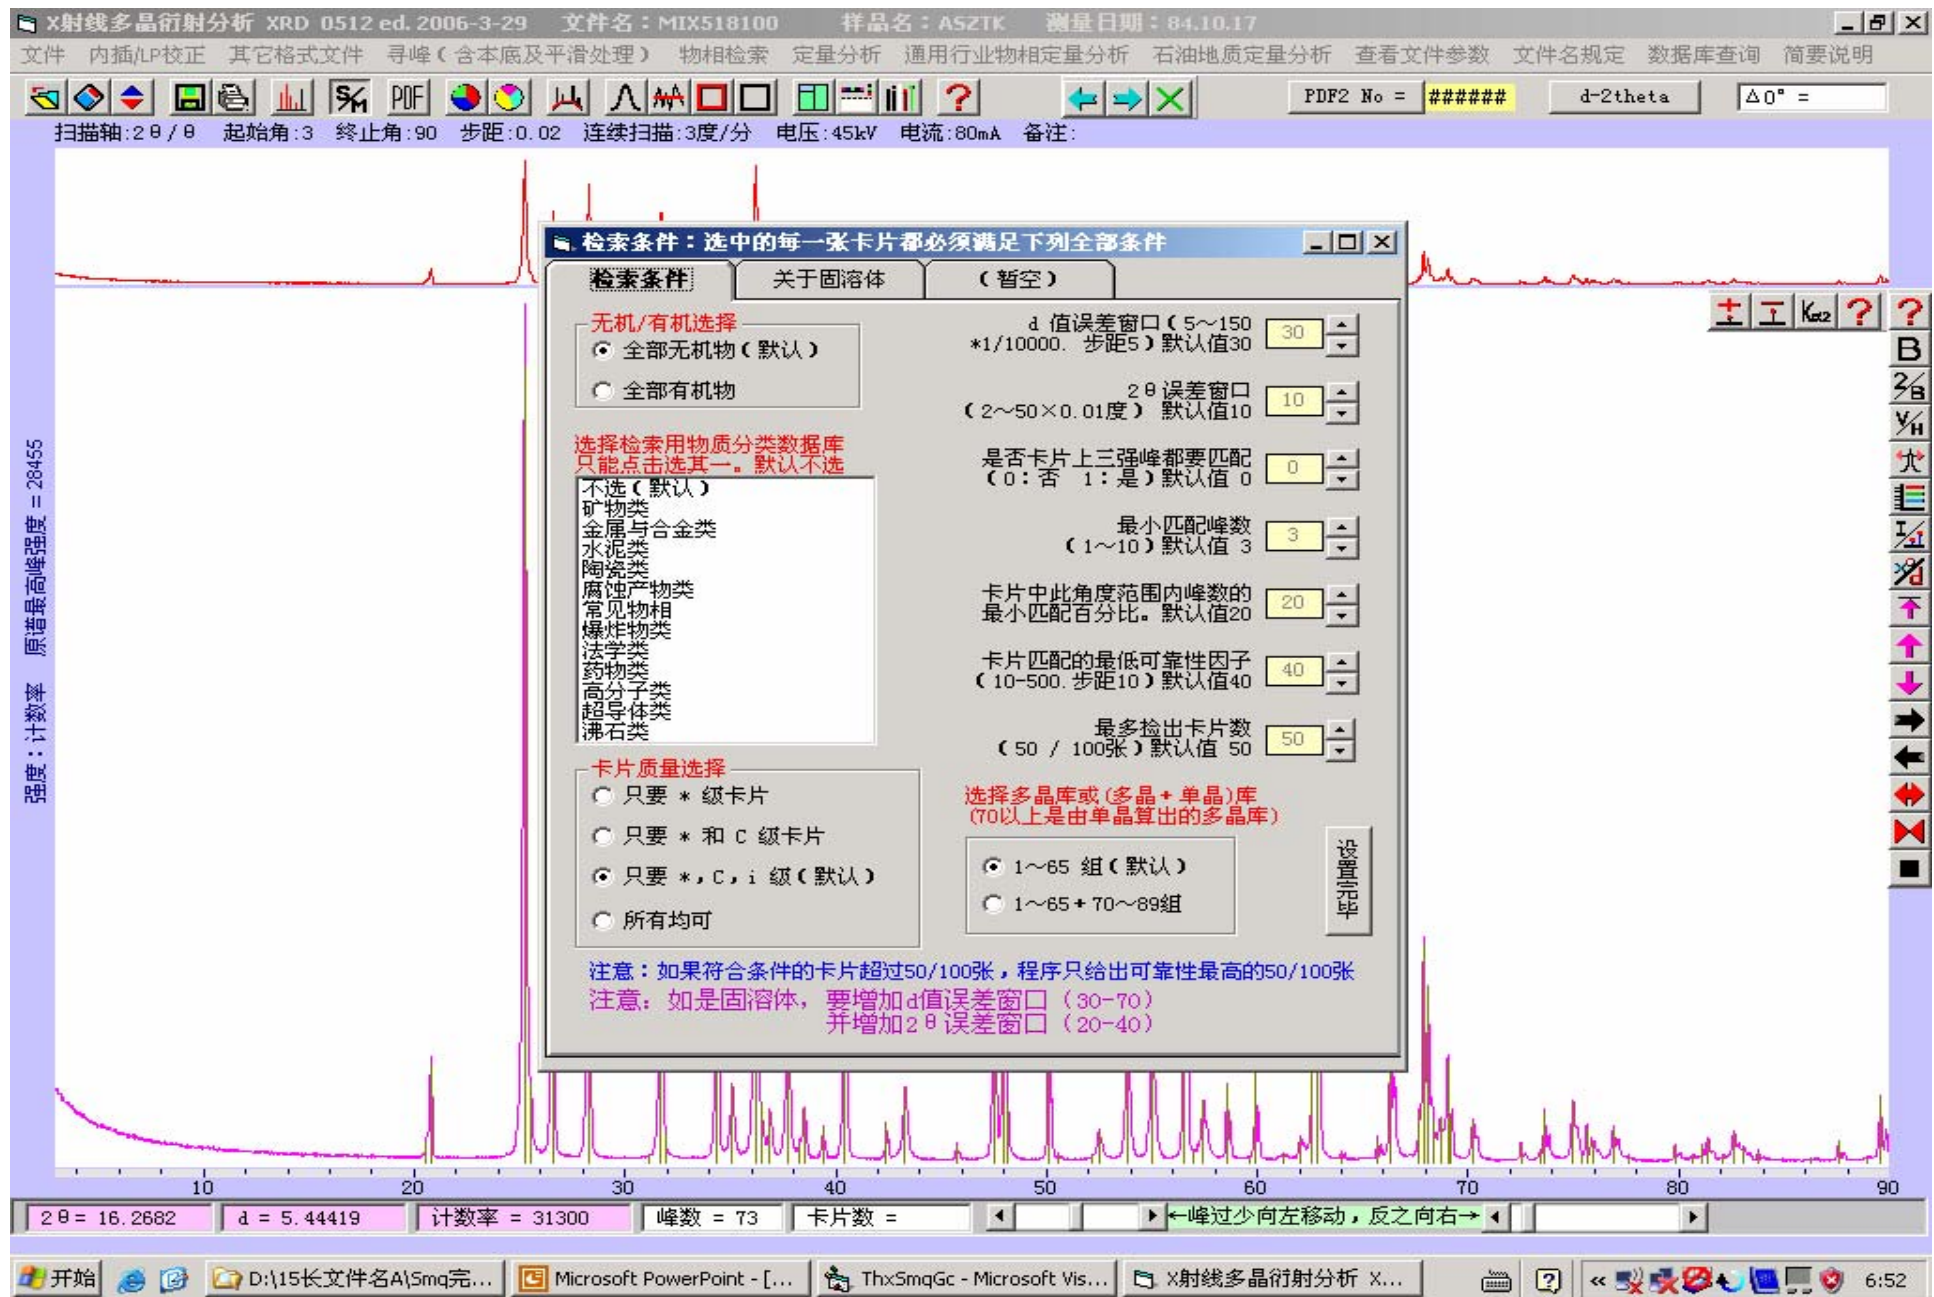 X射线多晶衍射分析 XRD 0512 ed. 2006-3-29 文件名：MIX518100 样品名：ASZTK 测量日期：84.10.17
文件 内插/LP校正 其它格式文件 寻峰（含本底及平滑处理） 物相检索 定量分析 通用行业物相定量分析 石油地质定量分析 查看文件参数 文件名规定 数据库查询 简要说明
S/M PDF ? PDF2 No = ###### d-2theta Δ0° =
扫描轴:2θ/θ 起始角:3 终止角:90 步距:0.02 连续扫描:3度/分 电压:45kV 电流:80mA 备注:
检索条件：选中的每一张卡片都必须满足下列全部条件
检索条件 关于固溶体 （暂空）
无机/有机选择
全部无机物（默认）
全部有机物
选择检索用物质分类数据库
只能点击选其一。默认不选
不选（默认）
矿物类
金属与合金类
水泥类
陶瓷类
腐蚀产物类
常见物相
爆炸物类
法学类
药物类
高分子类
超导体类
沸石类
卡片质量选择
只要 * 级卡片
只要 * 和 C 级卡片
只要 *，C，i 级（默认）
所有均可
d 值误差窗口（5～150
*1/10000. 步距5）默认值30 30
2θ误差窗口
（2～50×0.01度） 默认值10 10
是否卡片上三强峰都要匹配
（0：否 1：是）默认值 0 0
最小匹配峰数
（1～10）默认值 3 3
卡片中此角度范围内峰数的
最小匹配百分比。默认值20 20
卡片匹配的最低可靠性因子
（10-500.步距10）默认值40 40
最多检出卡片数
（50 / 100张）默认值 50 50
选择多晶库或(多晶+单晶)库
(70以上是由单晶算出的多晶库)
1～65 组（默认）
1～65+70～89组
设置完毕
注意：如果符合条件的卡片超过50/100张，程序只给出可靠性最高的50/100张
注意：如是固溶体，要增加d值误差窗口（30-70）
并增加2θ误差窗口（20-40）
Kα2 ? ?
B
2/B
V/H
强度：计数率 原谱最高峰强度 = 28455
10 20 30 40 50 60 70 80 90
2θ= 16.2682 d = 5.44419 计数率 = 31300 峰数 = 73 卡片数 = ←峰过少向左移动，反之向右→
开始 D:\15长文件名A\Smq完... Microsoft PowerPoint - [... ThxSmqGc - Microsoft Vis... X射线多晶衍射分析 X... ? « 6:52